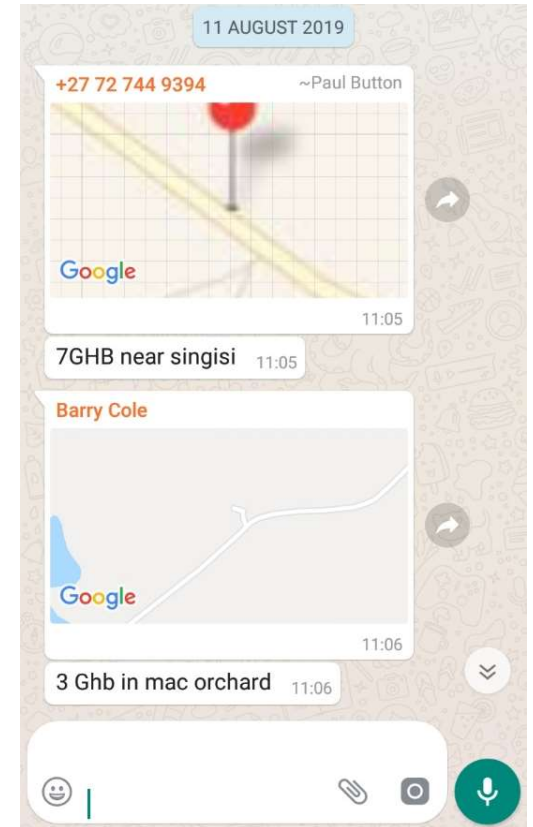 11 AUGUST 2019
+27 72 744 9394 ~Paul Button
Google
11:05
7GHB near singisi 11:05
Barry Cole
Google
11:06
3 Ghb in mac orchard 11:06